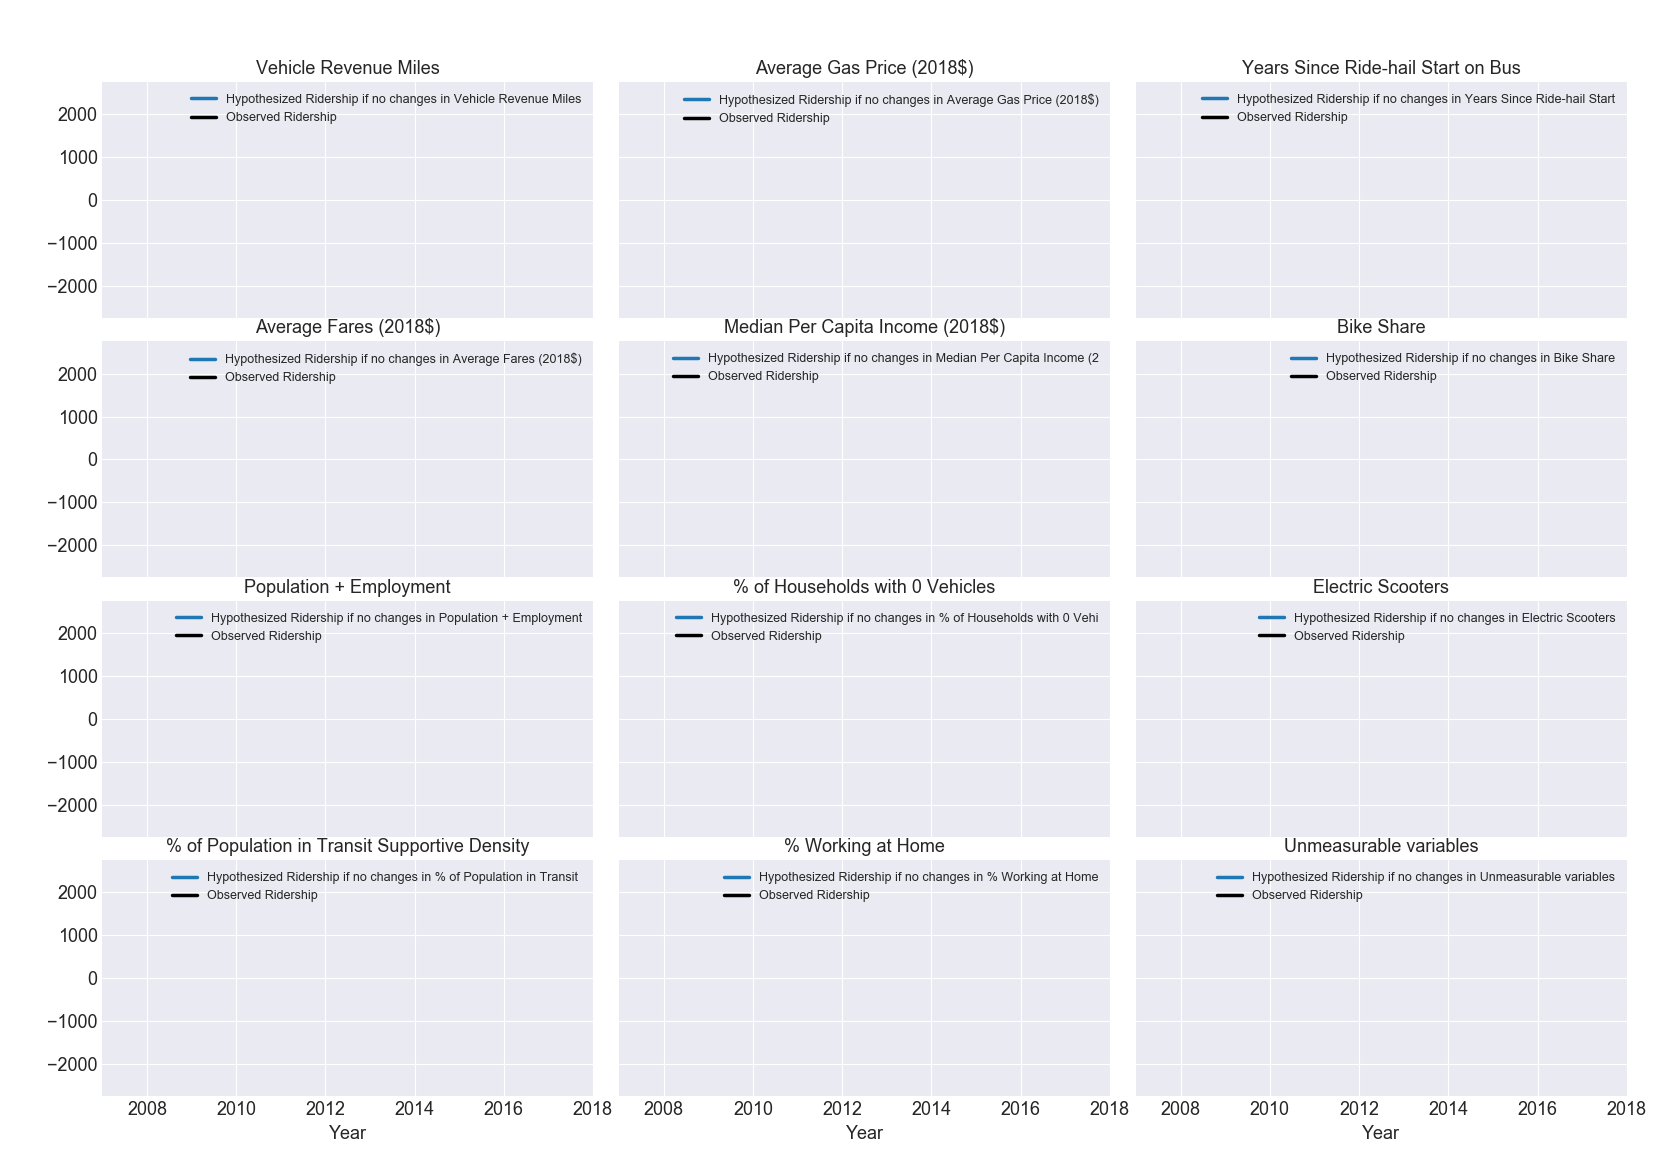 Vehicle Revenue Miles
Hypothesized Ridership if no changes in Vehicle Revenue Miles
Observed Ridership
2000
1000
0
−1000
−2000
Average Gas Price (2018$)
Hypothesized Ridership if no changes in Average Gas Price (2018$)
Observed Ridership
Years Since Ride-hail Start on Bus
Hypothesized Ridership if no changes in Years Since Ride-hail Start
Observed Ridership
Average Fares (2018$)
Hypothesized Ridership if no changes in Average Fares (2018$)
Observed Ridership
2000
1000
0
−1000
−2000
Median Per Capita Income (2018$)
Hypothesized Ridership if no changes in Median Per Capita Income (2
Observed Ridership
Bike Share
Hypothesized Ridership if no changes in Bike Share
Observed Ridership
Population + Employment
Hypothesized Ridership if no changes in Population + Employment
Observed Ridership
2000
1000
0
−1000
−2000
% of Households with 0 Vehicles
Hypothesized Ridership if no changes in % of Households with 0 Vehi
Observed Ridership
Electric Scooters
Hypothesized Ridership if no changes in Electric Scooters
Observed Ridership
% of Population in Transit Supportive Density
Hypothesized Ridership if no changes in % of Population in Transit
Observed Ridership
2000
1000
0
−1000
−2000
2008 2010 2012 2014 2016 2018
Year
% Working at Home
Hypothesized Ridership if no changes in % Working at Home
Observed Ridership
2008 2010 2012 2014 2016 2018
Year
Unmeasurable variables
Hypothesized Ridership if no changes in Unmeasurable variables
Observed Ridership
2008 2010 2012 2014 2016 2018
Year